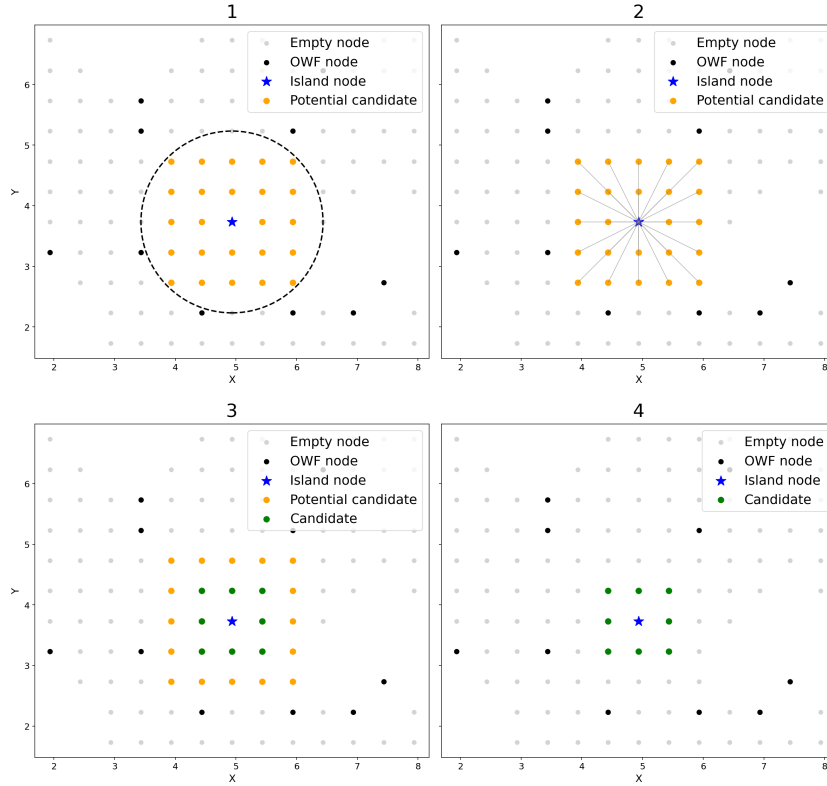 1
Empty node
OWF node
Island node
Potential candidate
Y
6
5
4
3
2
2 3 4 5 6 7 8
X
2
Empty node
OWF node
Island node
Potential candidate
2 3 4 5 6 7 8
X
3
Empty node
OWF node
Island node
Potential candidate
Candidate
Y
6
5
4
3
2
2 3 4 5 6 7 8
X
4
Empty node
OWF node
Island node
Candidate
2 3 4 5 6 7 8
X